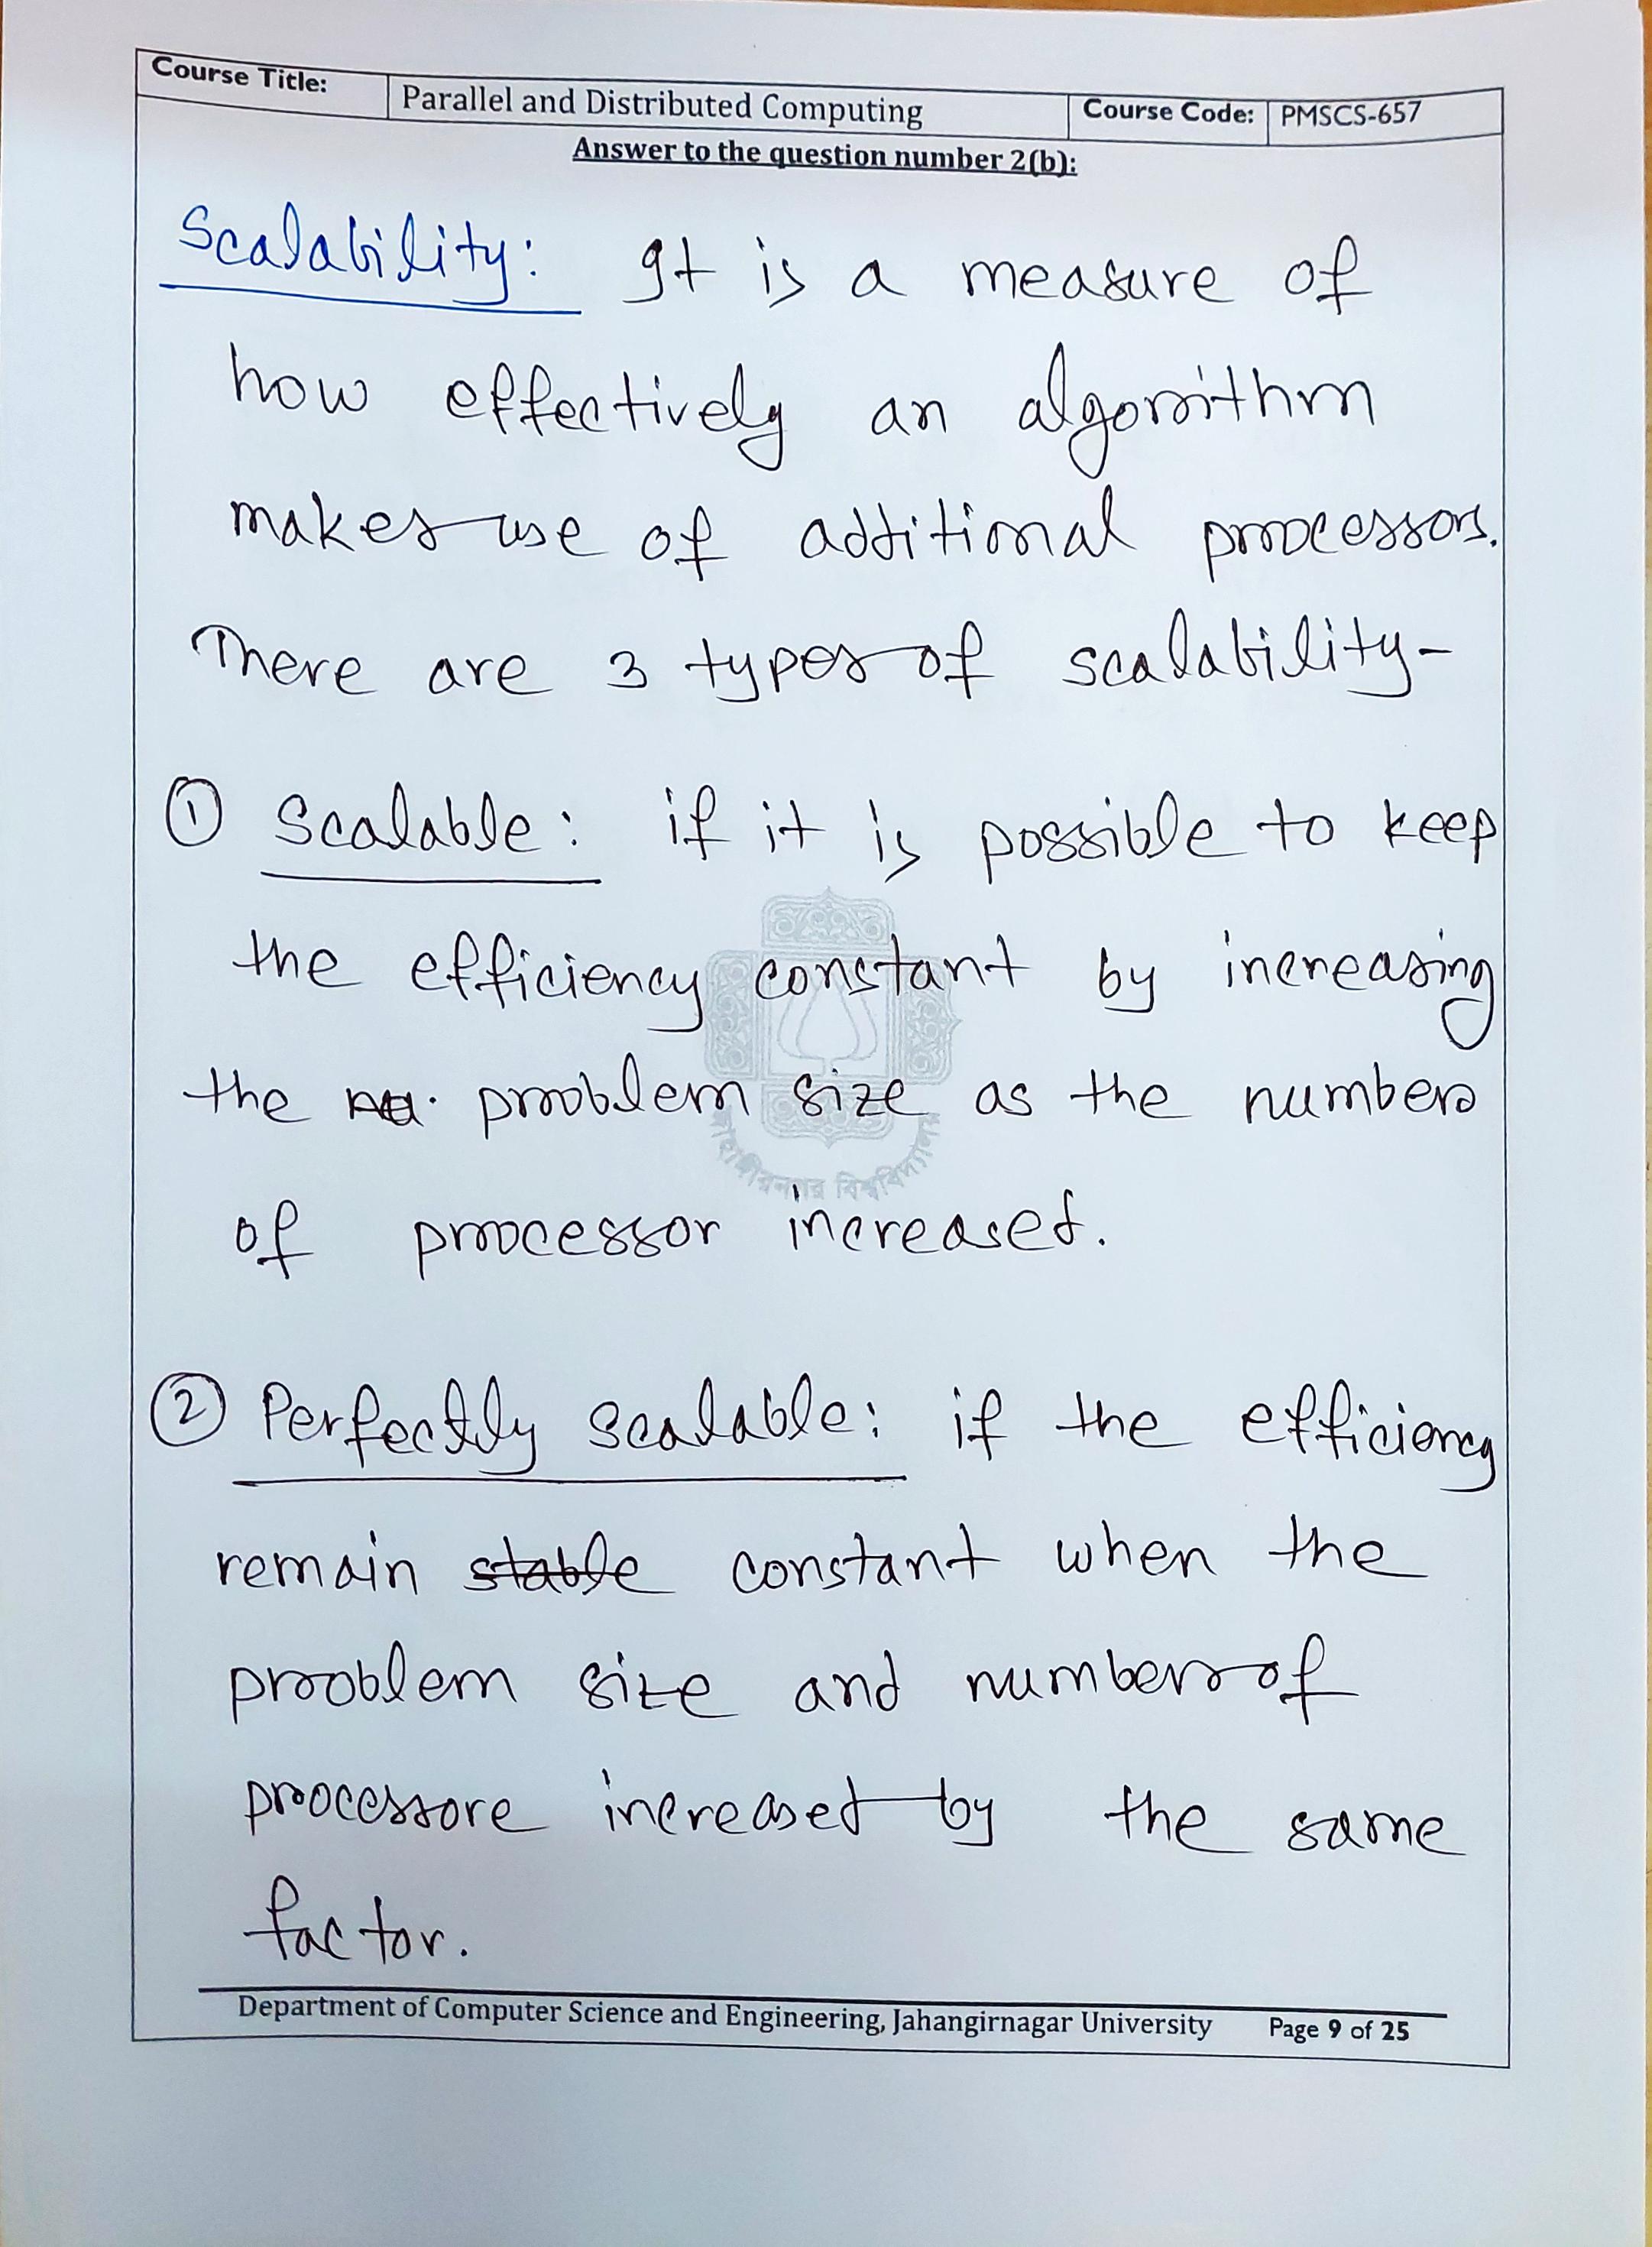 Course Title: Parallel and Distributed Computing Course Code: PMSCS-657
Answer to the question number 2(b):
Scalability: It is a measure of
how effectively an algorithm
makes use of additional processors.
There are 3 types of scalability-
① Scalable: if it is possible to keep
the efficiency constant by increasing
the problem size as the number
of processor increased.
② Perfectly scalable: if the efficiency
remain stable constant when the
problem size and number of
processore increased by the same
factor.
Department of Computer Science and Engineering, Jahangirnagar University Page 9 of 25